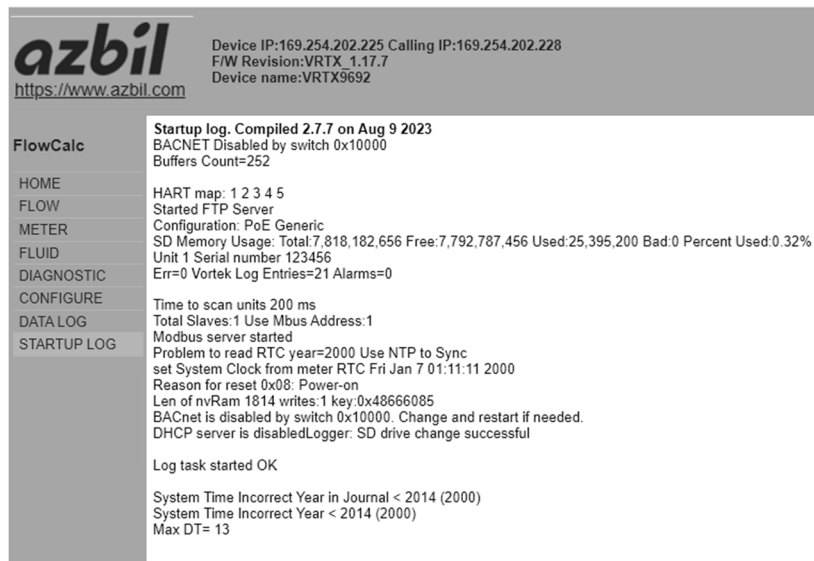 azbil
https://www.azbil.com
Device IP:169.254.202.225 Calling IP:169.254.202.228
F/W Revision:VRTX_1.17.7
Device name:VRTX9692
FlowCalc
HOME
FLOW
METER
FLUID
DIAGNOSTIC
CONFIGURE
DATA LOG
STARTUP LOG
Startup log. Compiled 2.7.7 on Aug 9 2023
BACNET Disabled by switch 0x10000
Buffers Count=252
HART map: 1 2 3 4 5
Started FTP Server
Configuration: PoE Generic
SD Memory Usage: Total:7,818,182,656 Free:7,792,787,456 Used:25,395,200 Bad:0 Percent Used:0.32%
Unit 1 Serial number 123456
Err=0 Vortek Log Entries=21 Alarms=0
Time to scan units 200 ms
Total Slaves:1 Use Mbus Address:1
Modbus server started
Problem to read RTC year=2000 Use NTP to Sync
set System Clock from meter RTC Fri Jan 7 01:11:11 2000
Reason for reset 0x08: Power-on
Len of nvRam 1814 writes:1 key:0x48666085
BACnet is disabled by switch 0x10000. Change and restart if needed.
DHCP server is disabledLogger: SD drive change successful
Log task started OK
System Time Incorrect Year in Journal < 2014 (2000)
System Time Incorrect Year < 2014 (2000)
Max DT= 13